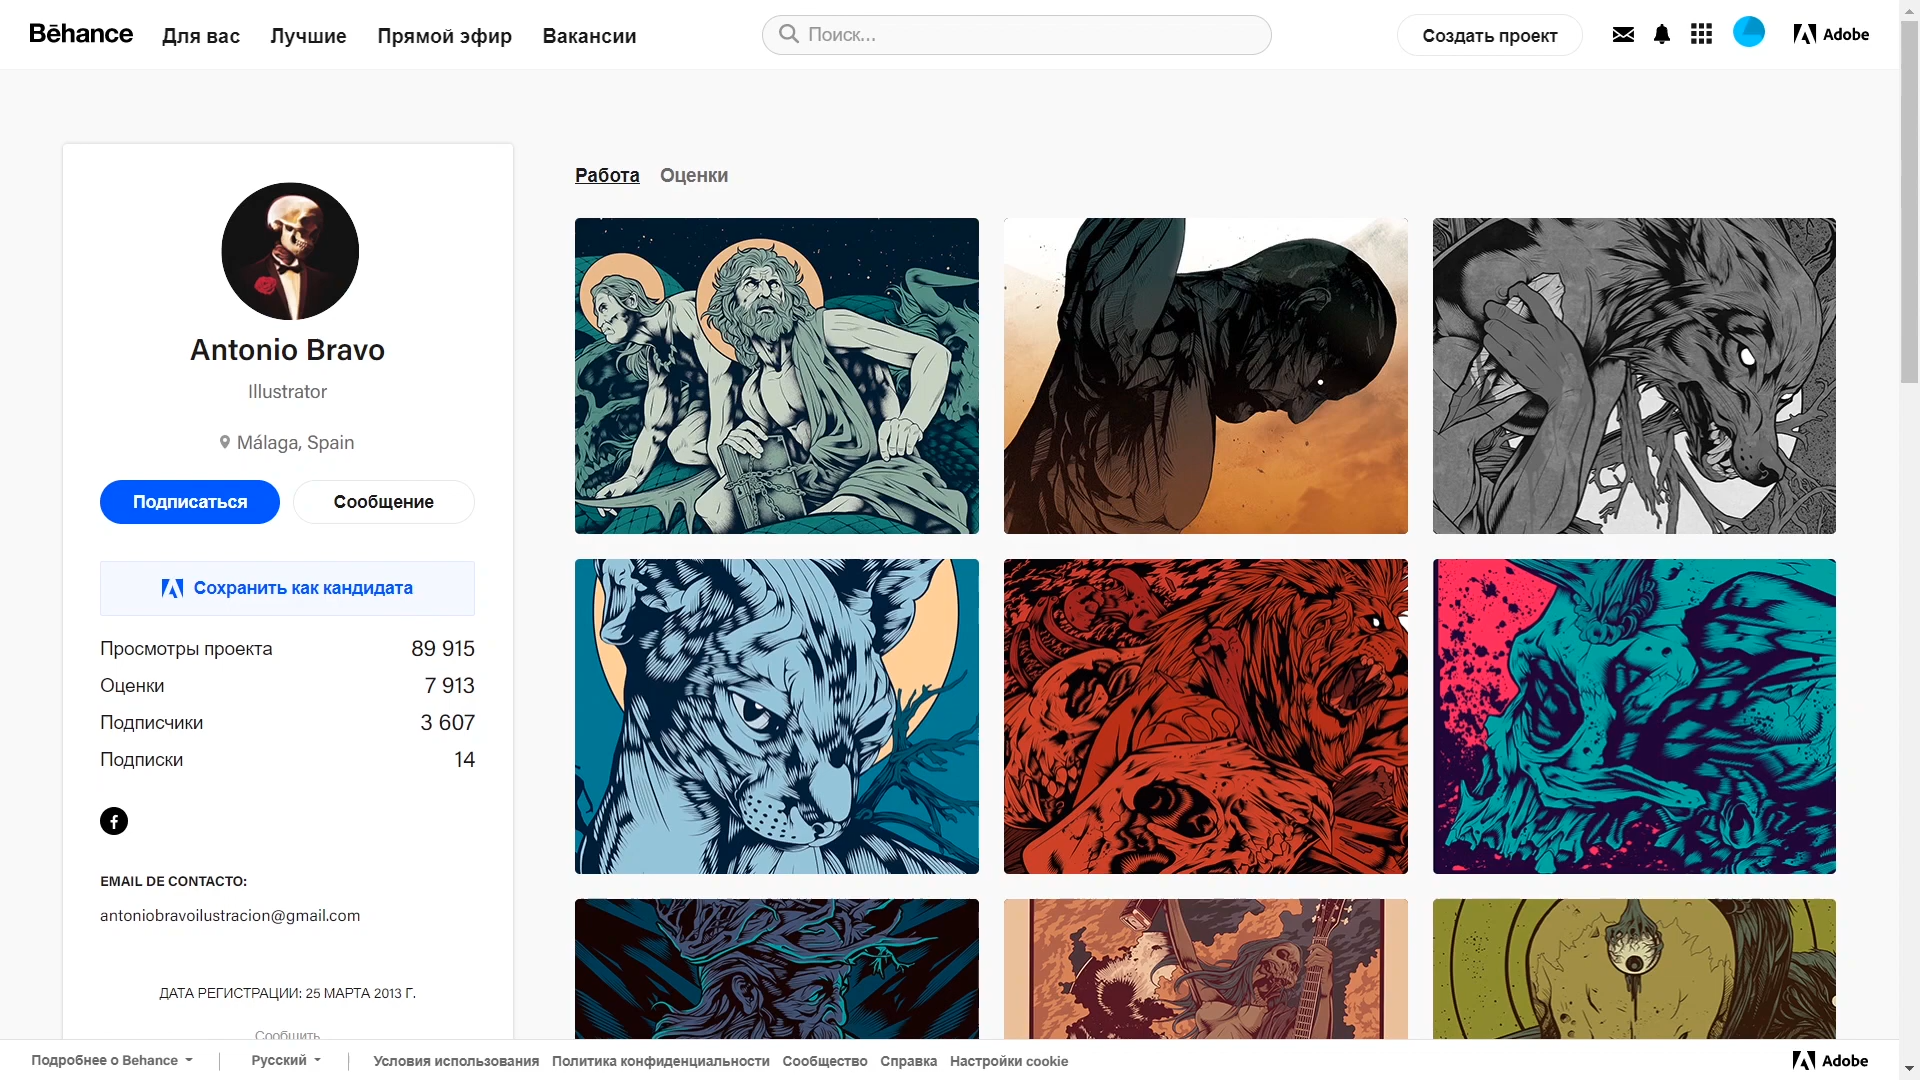 Bēhance
Для вас
Лучшие
Прямой эфир
Вакансии
Поиск...
Создать проект
Adobe
Antonio Bravo
Illustrator
Málaga, Spain
Подписаться
Сообщение
Сохранить как кандидата
Просмотры проекта 89 915
Оценки 7 913
Подписчики 3 607
Подписки 14
EMAIL DE CONTACTO:
antoniobravoilustracion@gmail.com
ДАТА РЕГИСТРАЦИИ: 25 МАРТА 2013 Г.
Сообщить
Работа
Оценки
Подробнее о Behance
Русский
Условия использования
Политика конфиденциальности
Сообщество
Справка
Настройки cookie
Adobe